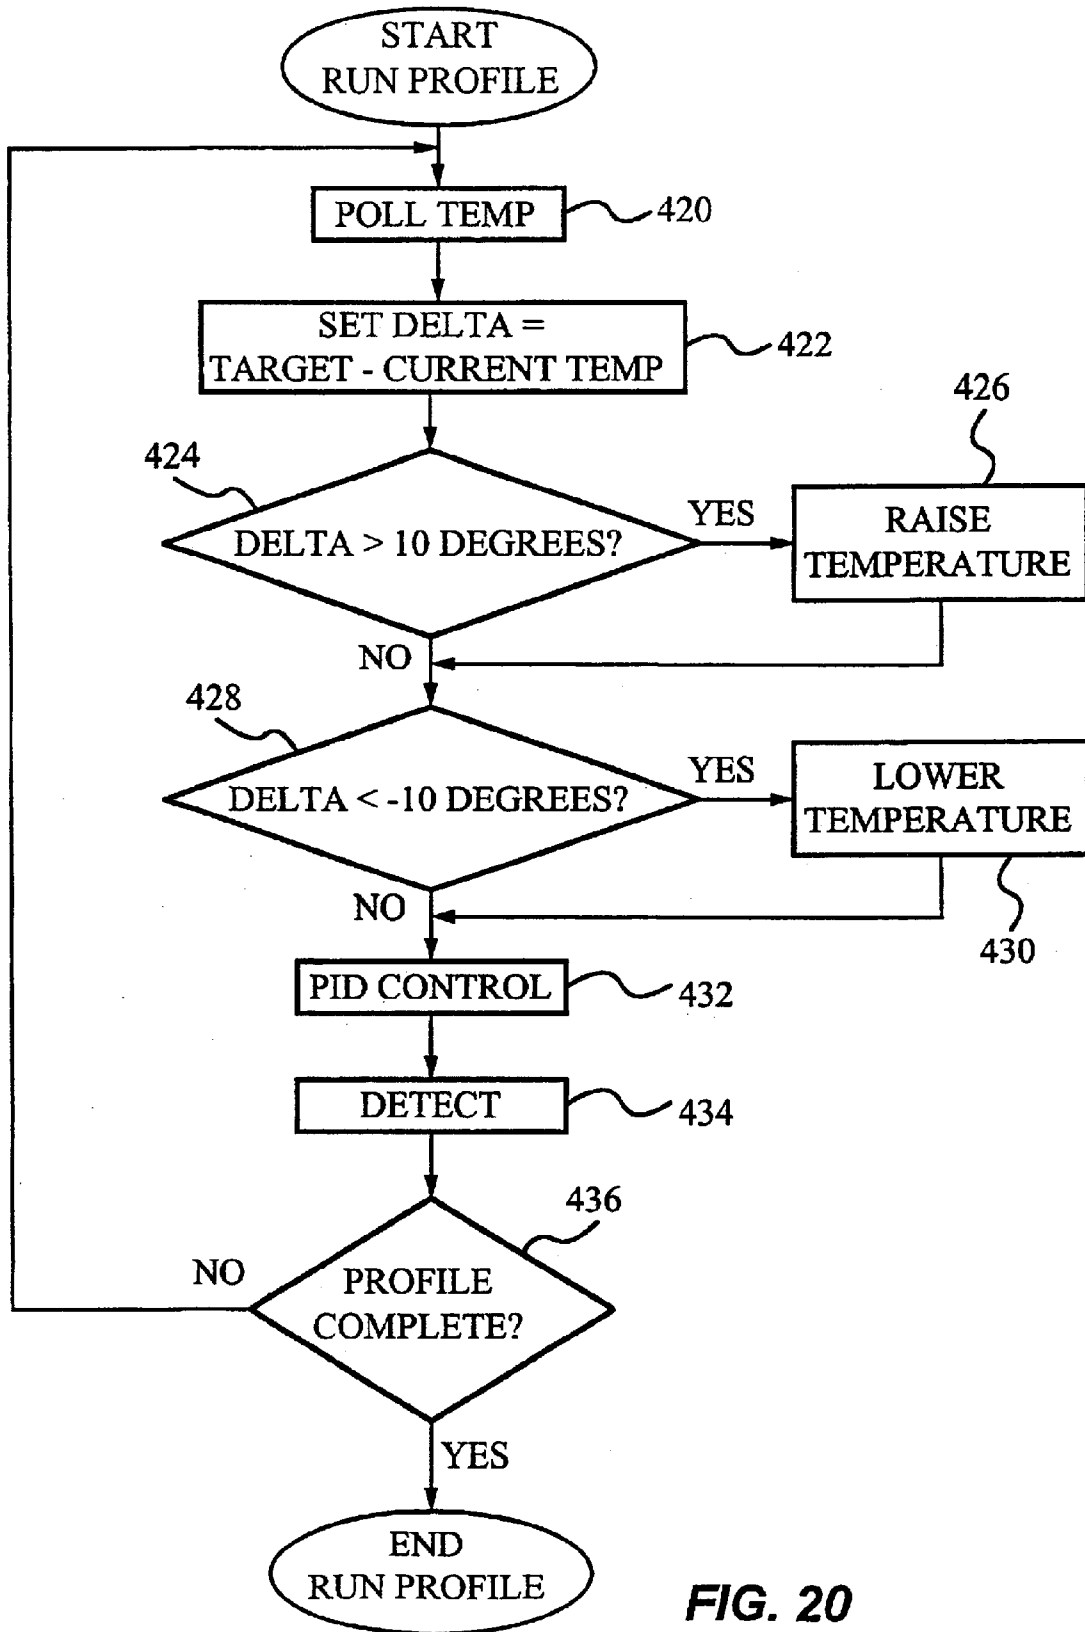 START
RUN PROFILE
POLL TEMP
420
SET DELTA =
TARGET - CURRENT TEMP
422
426
424
DELTA > 10 DEGREES?
YES
RAISE
TEMPERATURE
NO
428
DELTA < -10 DEGREES?
YES
LOWER
TEMPERATURE
NO
430
PID CONTROL
432
DETECT
434
436
NO
PROFILE
COMPLETE?
YES
END
RUN PROFILE
FIG. 20